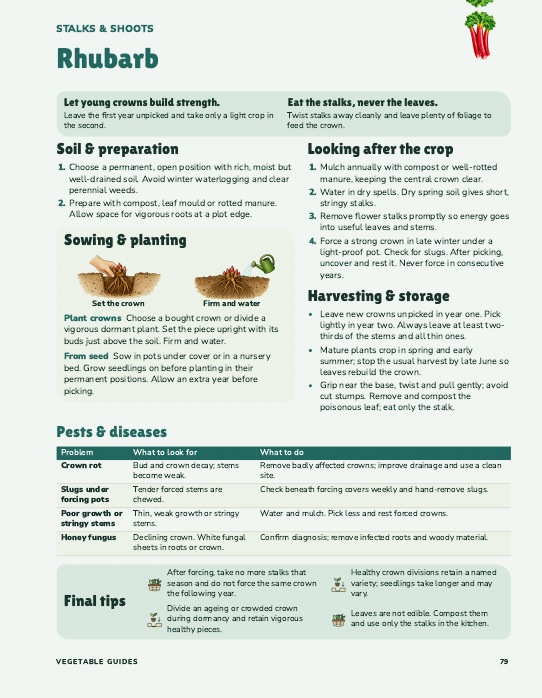 STALKS & SHOOTS
Rhubarb
Let young crowns build strength.
Leave the first year unpicked and take only a light crop in
the second.
Eat the stalks, never the leaves.
Twist stalks away cleanly and leave plenty of foliage to
feed the crown.
Soil & preparation
1. Choose a permanent, open position with rich, moist but
well-drained soil. Avoid winter waterlogging and clear
perennial weeds.
2. Prepare with compost, leaf mould or rotted manure.
Allow space for vigorous roots at a plot edge.
Sowing & planting
Set the crown
Firm and water
Plant crowns Choose a bought crown or divide a
vigorous dormant plant. Set the piece upright with its
buds just above the soil. Firm and water.
From seed Sow in pots under cover or in a nursery
bed. Grow seedlings on before planting in their
permanent positions. Allow an extra year before
picking.
Looking after the crop
1. Mulch annually with compost or well-rotted
manure, keeping the central crown clear.
2. Water in dry spells. Dry spring soil gives short,
stringy stalks.
3. Remove flower stalks promptly so energy goes
into useful leaves and stems.
4. Force a strong crown in late winter under a
light-proof pot. Check for slugs. After picking,
uncover and rest it. Never force in consecutive
years.
Harvesting & storage
• Leave new crowns unpicked in year one. Pick
lightly in year two. Always leave at least two-
thirds of the stems and all thin ones.
• Mature plants crop in spring and early
summer; stop the usual harvest by late June so
leaves rebuild the crown.
• Grip near the base, twist and pull gently; avoid
cut stumps. Remove and compost the
poisonous leaf; eat only the stalk.
Pests & diseases
Problem What to look for What to do
Crown rot Bud and crown decay; stems
become weak. Remove badly affected crowns; improve drainage and use a clean
site.
Slugs under
forcing pots Tender forced stems are
chewed. Check beneath forcing covers weekly and hand-remove slugs.
Poor growth or
stringy stems Thin, weak growth or stringy
stems. Water and mulch. Pick less and rest forced crowns.
Honey fungus Declining crown. White fungal
sheets in roots or crown. Confirm diagnosis; remove infected roots and woody material.
Final tips
After forcing, take no more stalks that
season and do not force the same crown
the following year.
Divide an ageing or crowded crown
during dormancy and retain vigorous
healthy pieces.
Healthy crown divisions retain a named
variety; seedlings take longer and may
vary.
Leaves are not edible. Compost them
and use only the stalks in the kitchen.
VEGETABLE GUIDES 79